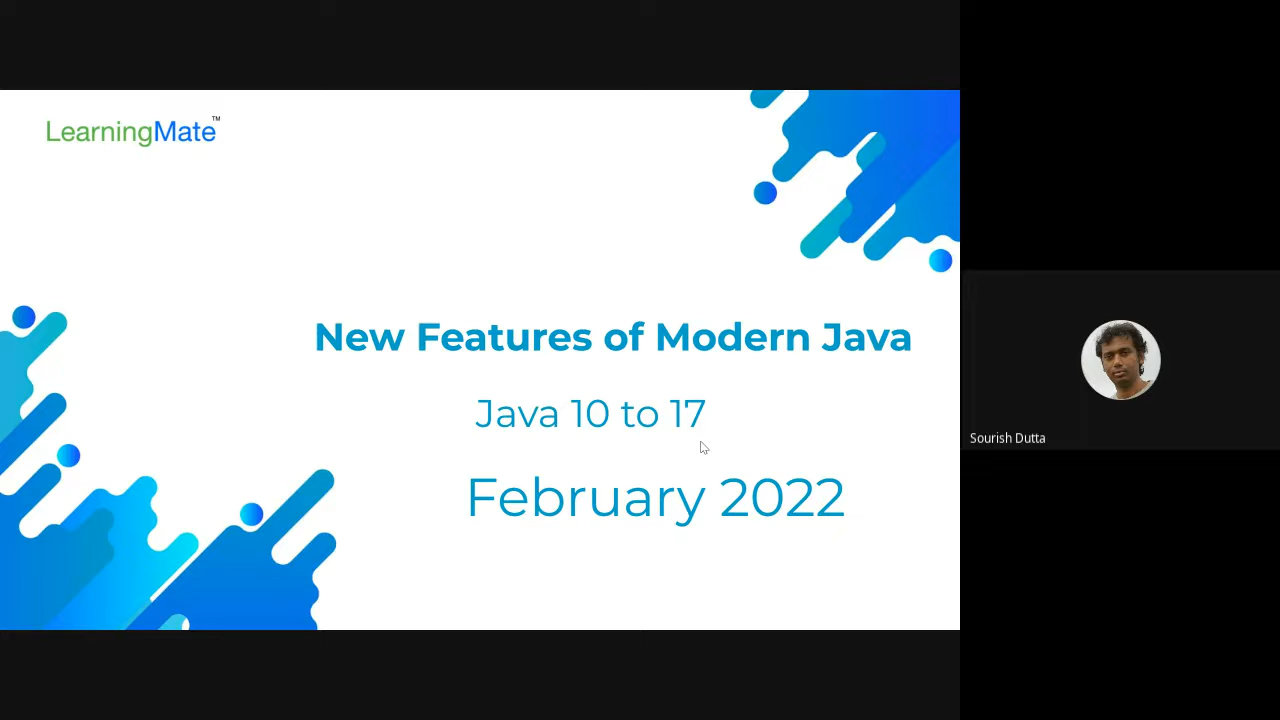 LearningMate™
New Features of Modern Java
Java 10 to 17
February 2022
Sourish Dutta